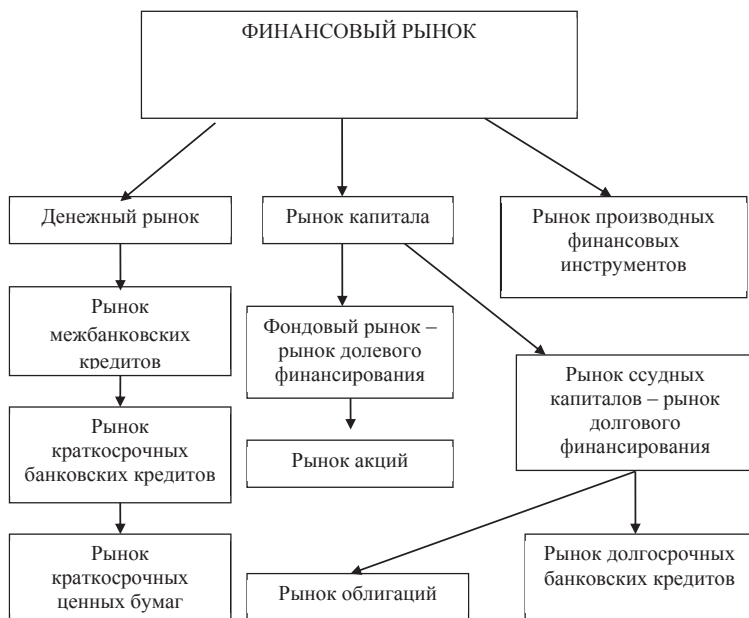 ФИНАНСОВЫЙ РЫНОК
Денежный рынок
Рынок капитала
Рынок производных
финансовых
инструментов
Рынок
межбанковских
кредитов
Фондовый рынок –
рынок долевого
финансирования
Рынок ссудных
капиталов – рынок
долгового
финансирования
Рынок
краткосрочных
банковских кредитов
Рынок акций
Рынок
краткосрочных
ценных бумаг
Рынок облигаций
Рынок долгосрочных
банковских кредитов